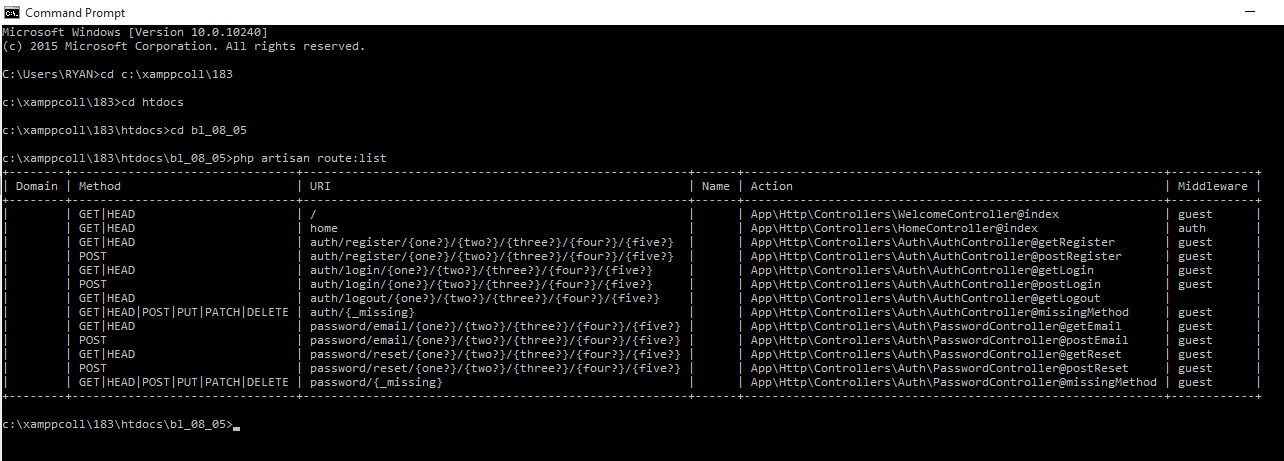 Command Prompt
Microsoft Windows [Version 10.0.10240]
(c) 2015 Microsoft Corporation. All rights reserved.
C:\Users\RYAN>cd c:\xamppcoll\183
c:\xamppcoll\183>cd htdocs
c:\xamppcoll\183\htdocs>cd bl_08_05
c:\xamppcoll\183\htdocs\bl_08_05>php artisan route:list
| Domain | Method | URI | Name | Action | Middleware |
| | GET|HEAD | / | | App\Http\Controllers\WelcomeController@index | guest |
| | GET|HEAD | home | | App\Http\Controllers\HomeController@index | auth |
| | GET|HEAD | auth/register/{one?}/{two?}/{three?}/{four?}/{five?} | | App\Http\Controllers\Auth\AuthController@getRegister | guest |
| | POST | auth/register/{one?}/{two?}/{three?}/{four?}/{five?} | | App\Http\Controllers\Auth\AuthController@postRegister | guest |
| | GET|HEAD | auth/login/{one?}/{two?}/{three?}/{four?}/{five?} | | App\Http\Controllers\Auth\AuthController@getLogin | guest |
| | POST | auth/login/{one?}/{two?}/{three?}/{four?}/{five?} | | App\Http\Controllers\Auth\AuthController@postLogin | guest |
| | GET|HEAD | auth/logout/{one?}/{two?}/{three?}/{four?}/{five?} | | App\Http\Controllers\Auth\AuthController@getLogout | |
| | GET|HEAD|POST|PUT|PATCH|DELETE | auth/{_missing} | | App\Http\Controllers\Auth\AuthController@missingMethod | guest |
| | GET|HEAD | password/email/{one?}/{two?}/{three?}/{four?}/{five?} | | App\Http\Controllers\Auth\PasswordController@getEmail | guest |
| | POST | password/email/{one?}/{two?}/{three?}/{four?}/{five?} | | App\Http\Controllers\Auth\PasswordController@postEmail | guest |
| | GET|HEAD | password/reset/{one?}/{two?}/{three?}/{four?}/{five?} | | App\Http\Controllers\Auth\PasswordController@getReset | guest |
| | POST | password/reset/{one?}/{two?}/{three?}/{four?}/{five?} | | App\Http\Controllers\Auth\PasswordController@postReset | guest |
| | GET|HEAD|POST|PUT|PATCH|DELETE | password/{_missing} | | App\Http\Controllers\Auth\PasswordController@missingMethod | guest |
c:\xamppcoll\183\htdocs\bl_08_05>